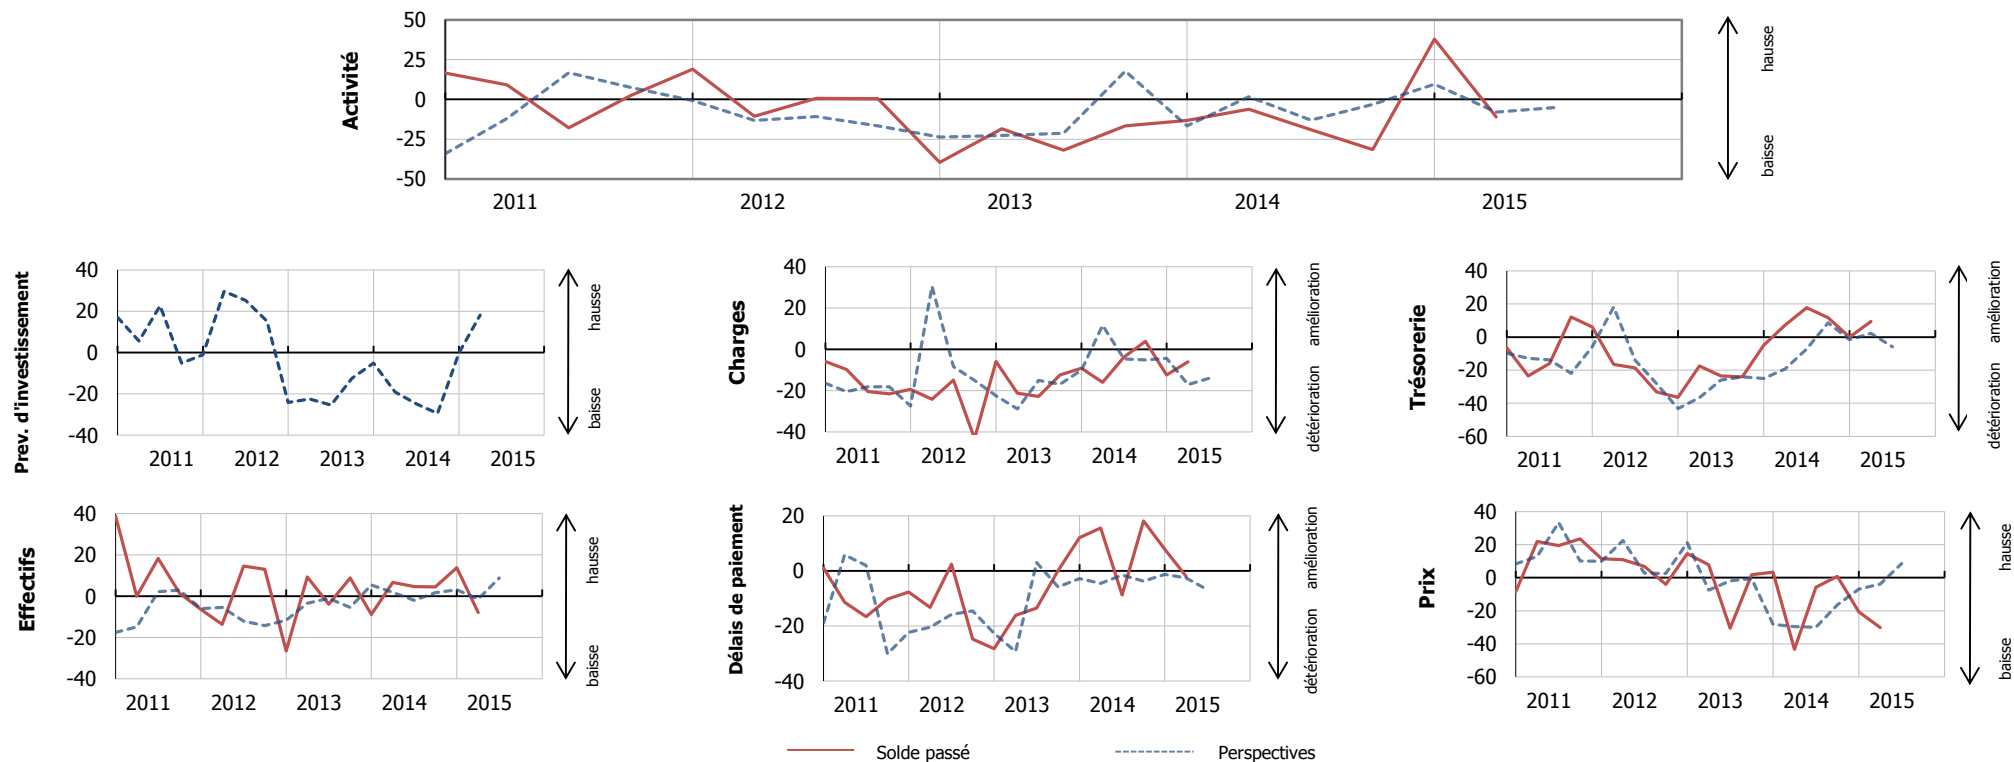 Activité
50
25
0
-25
-50
2011 2012 2013 2014 2015
hausse
baisse
Prev. d'investissement
40
20
0
-20
-40
2011 2012 2013 2014 2015
hausse
baisse
Charges
40
20
0
-20
-40
2011 2012 2013 2014 2015
amélioration
détérioration
Trésorerie
40
20
0
-20
-40
-60
2011 2012 2013 2014 2015
amélioration
détérioration
Effectifs
40
20
0
-20
-40
2011 2012 2013 2014 2015
hausse
baisse
Délais de paiement
20
0
-20
-40
2011 2012 2013 2014 2015
amélioration
détérioration
Prix
40
20
0
-20
-40
-60
2011 2012 2013 2014 2015
hausse
baisse
Solde passé
Perspectives